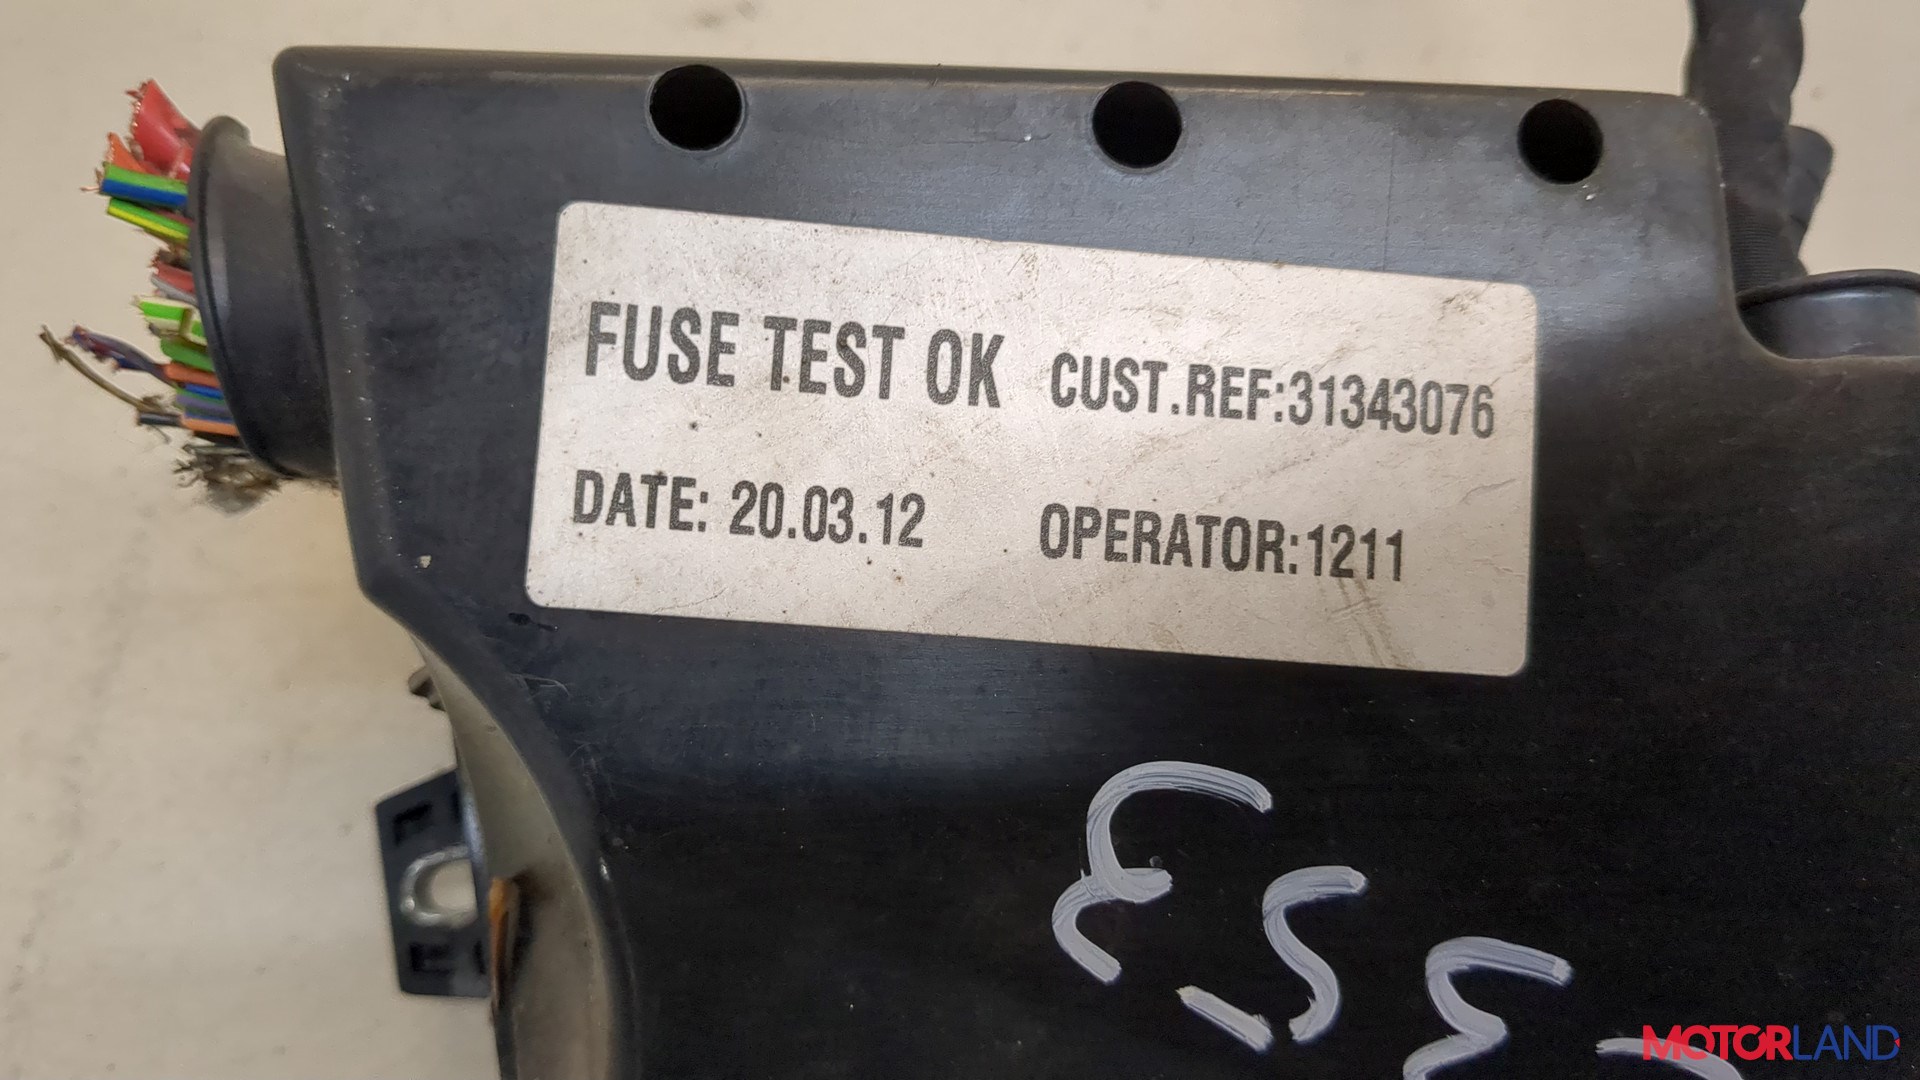 FUSE TEST OK CUST.REF:31343076
DATE: 20.03.12 OPERATOR:1211
MOTORLAND